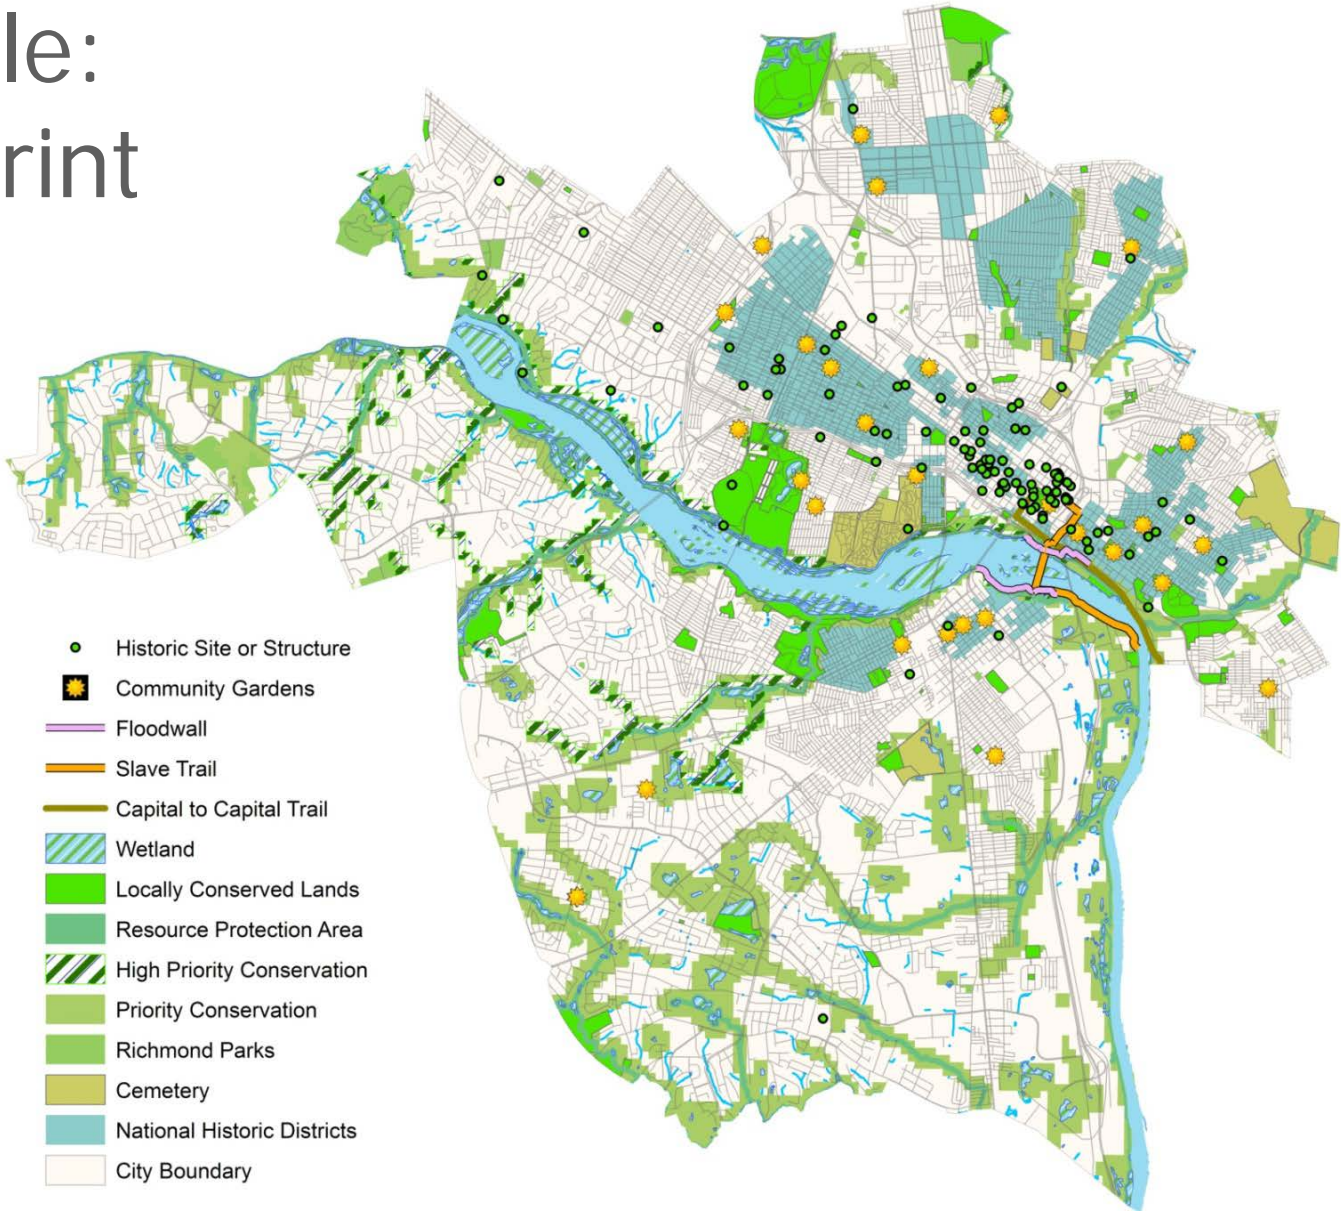 le:
rint
Historic Site or Structure
Community Gardens
Floodwall
Slave Trail
Capital to Capital Trail
Wetland
Locally Conserved Lands
Resource Protection Area
High Priority Conservation
Priority Conservation
Richmond Parks
Cemetery
National Historic Districts
City Boundary